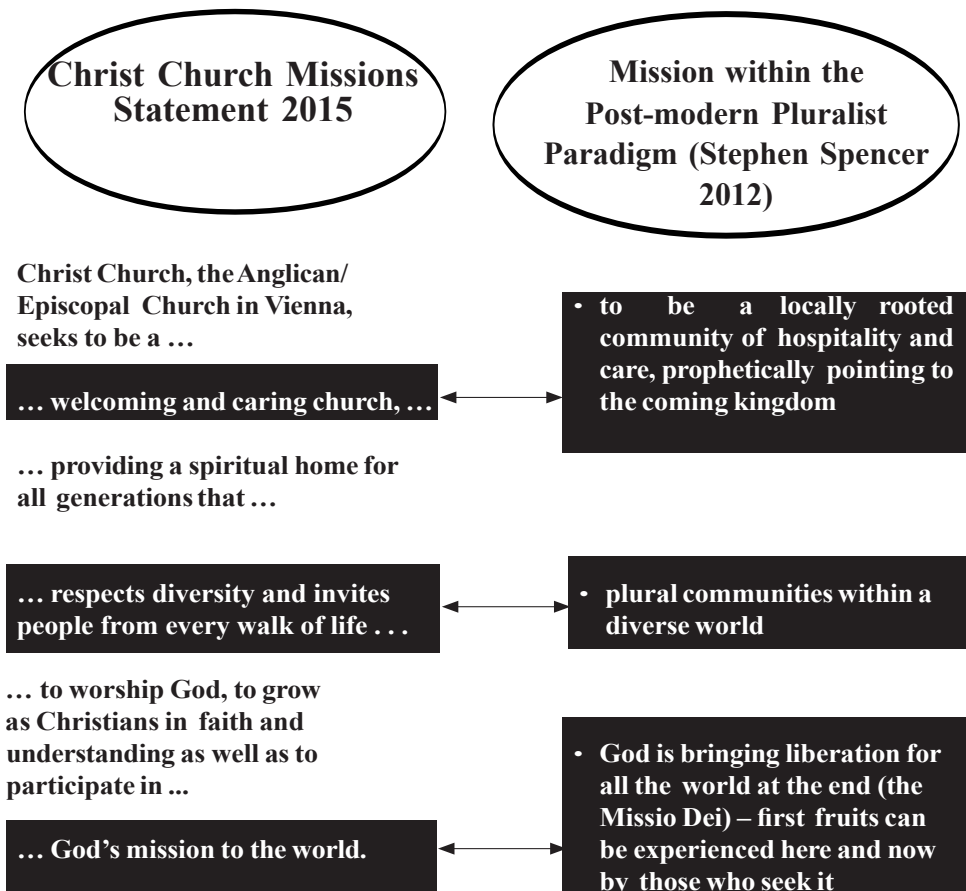 Christ Church Missions
Statement 2015
Mission within the
Post-modern Pluralist
Paradigm (Stephen Spencer
2012)
Christ Church, the Anglican/
Episcopal Church in Vienna,
seeks to be a …
… welcoming and caring church, …
• to be a locally rooted
community of hospitality and
care, prophetically pointing to
the coming kingdom
… providing a spiritual home for
all generations that …
… respects diversity and invites
people from every walk of life . . .
• plural communities within a
diverse world
… to worship God, to grow
as Christians in faith and
understanding as well as to
participate in ...
… God’s mission to the world.
• God is bringing liberation for
all the world at the end (the
Missio Dei) – first fruits can
be experienced here and now
by those who seek it